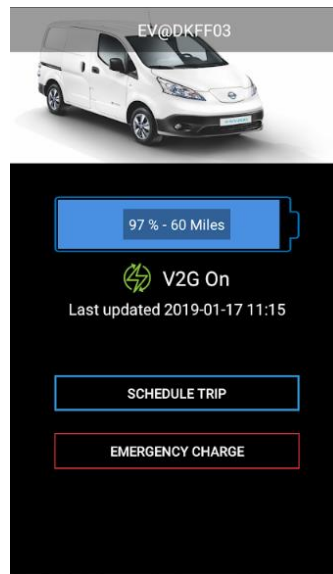 EV@DKFF03
97 % - 60 Miles
V2G On
Last updated 2019-01-17 11:15
SCHEDULE TRIP
EMERGENCY CHARGE